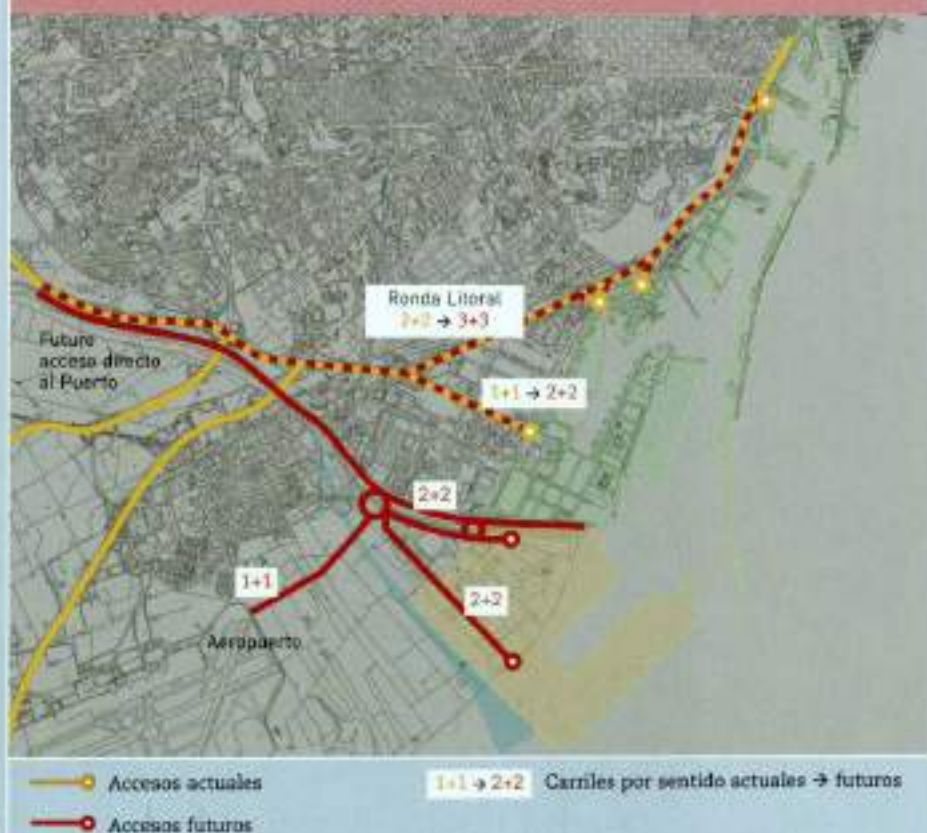 Ronda Litoral
2+2 → 3+3
Futuro
acceso directo
al Puerto
1+1 → 2+2
2+2
1+1
2+2
Aeropuerto
Accesos actuales
1+1 → 2+2 Carriles por sentido actuales → futuros
Accesos futuros